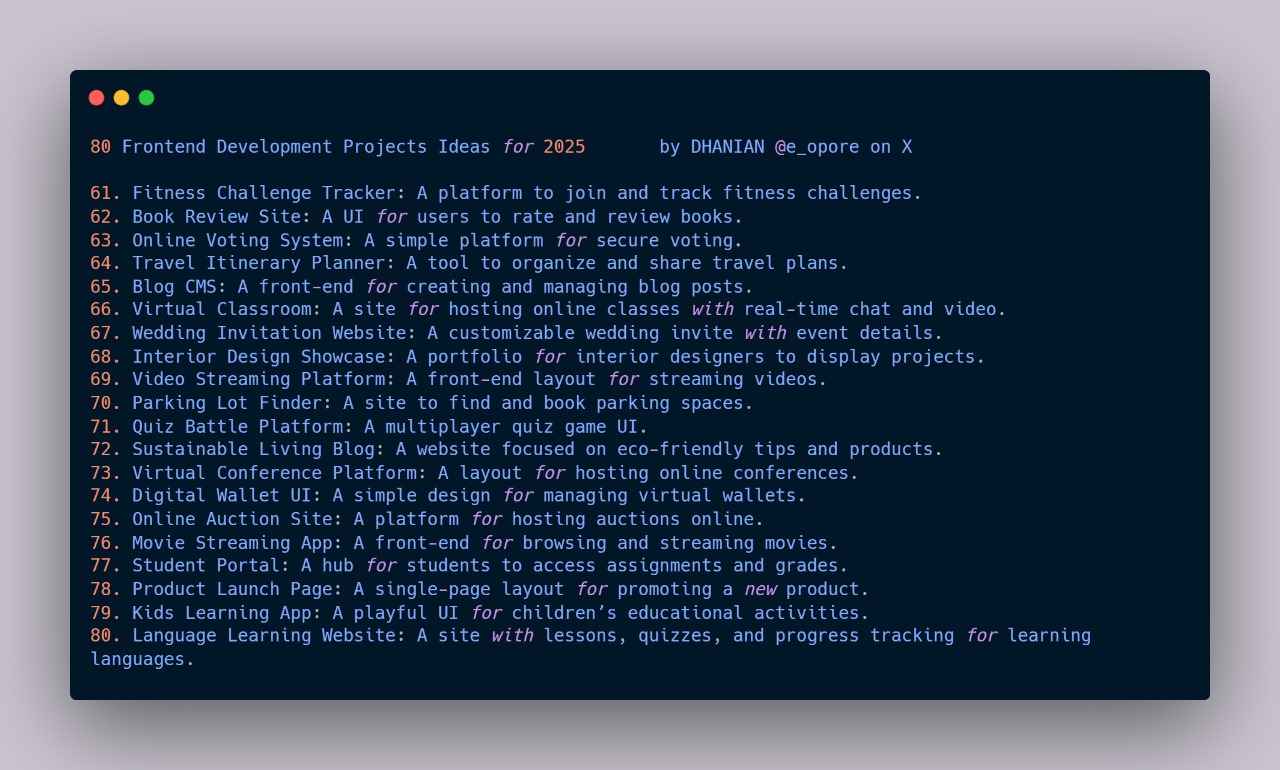 80 Frontend Development Projects Ideas for 2025       by DHANIAN @e_opore on X
61. Fitness Challenge Tracker: A platform to join and track fitness challenges.
62. Book Review Site: A UI for users to rate and review books.
63. Online Voting System: A simple platform for secure voting.
64. Travel Itinerary Planner: A tool to organize and share travel plans.
65. Blog CMS: A front-end for creating and managing blog posts.
66. Virtual Classroom: A site for hosting online classes with real-time chat and video.
67. Wedding Invitation Website: A customizable wedding invite with event details.
68. Interior Design Showcase: A portfolio for interior designers to display projects.
69. Video Streaming Platform: A front-end layout for streaming videos.
70. Parking Lot Finder: A site to find and book parking spaces.
71. Quiz Battle Platform: A multiplayer quiz game UI.
72. Sustainable Living Blog: A website focused on eco-friendly tips and products.
73. Virtual Conference Platform: A layout for hosting online conferences.
74. Digital Wallet UI: A simple design for managing virtual wallets.
75. Online Auction Site: A platform for hosting auctions online.
76. Movie Streaming App: A front-end for browsing and streaming movies.
77. Student Portal: A hub for students to access assignments and grades.
78. Product Launch Page: A single-page layout for promoting a new product.
79. Kids Learning App: A playful UI for children’s educational activities.
80. Language Learning Website: A site with lessons, quizzes, and progress tracking for learning
languages.